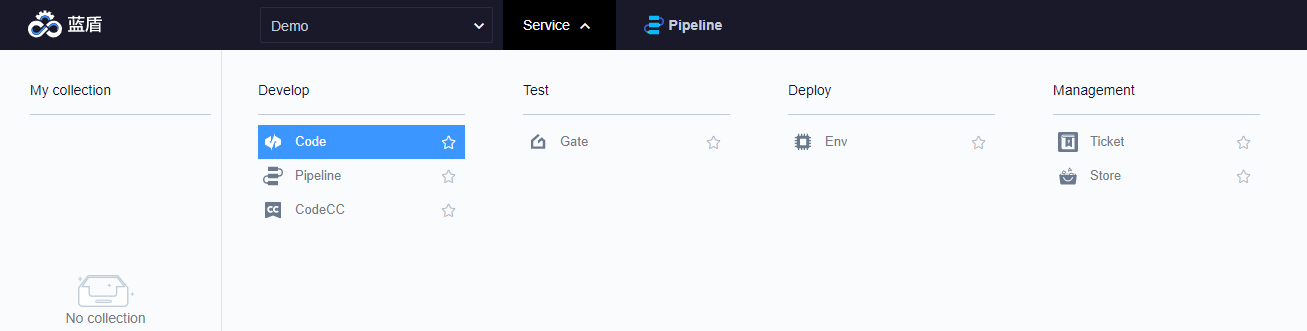 蓝盾 Demo Service Pipeline
My collection Develop Test Deploy Management
Code Gate Env Ticket
Pipeline Store
CC CodeCC
No collection